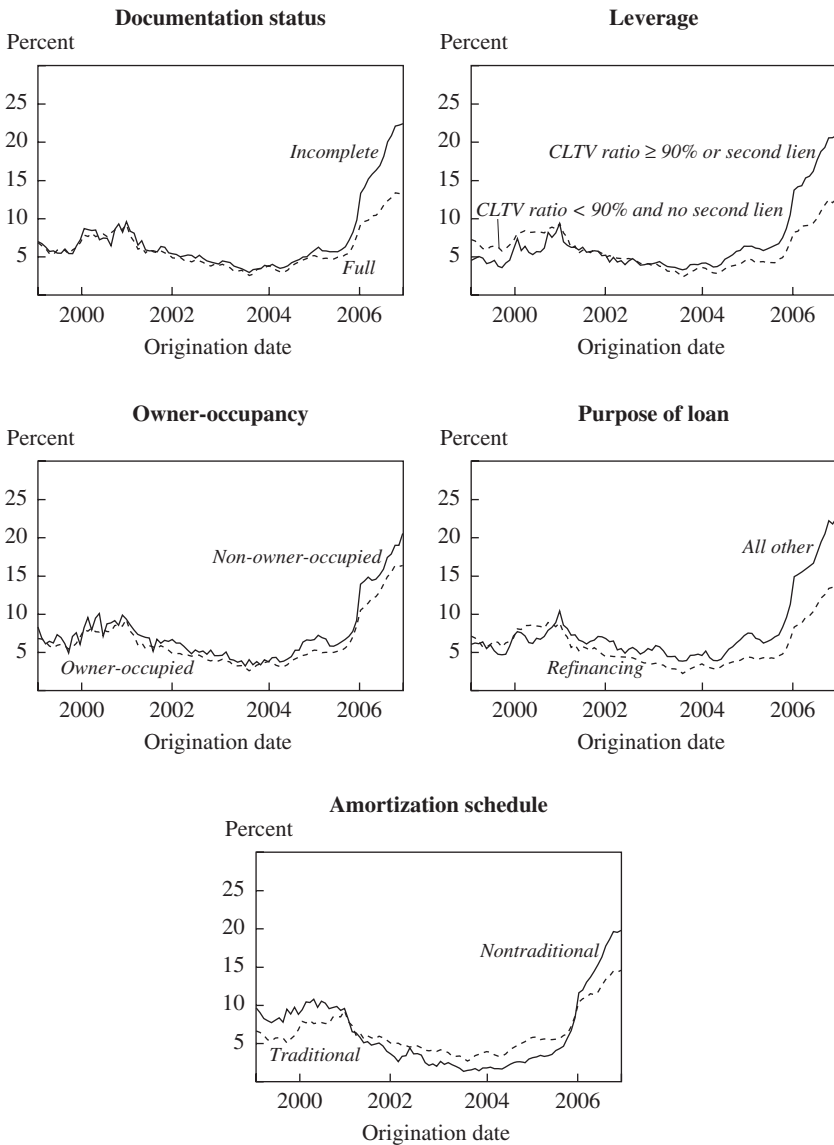 Documentation status
Percent
25
20
15
10
5
Incomplete
Full
2000 2002 2004 2006
Origination date
Leverage
Percent
25
20
15
10
5
CLTV ratio ≥ 90% or second lien
CLTV ratio < 90% and no second lien
2000 2002 2004 2006
Origination date
Owner-occupancy
Percent
25
20
15
10
5
Non-owner-occupied
Owner-occupied
2000 2002 2004 2006
Origination date
Purpose of loan
Percent
25
20
15
10
5
All other
Refinancing
2000 2002 2004 2006
Origination date
Amortization schedule
Percent
25
20
15
10
5
Nontraditional
Traditional
2000 2002 2004 2006
Origination date